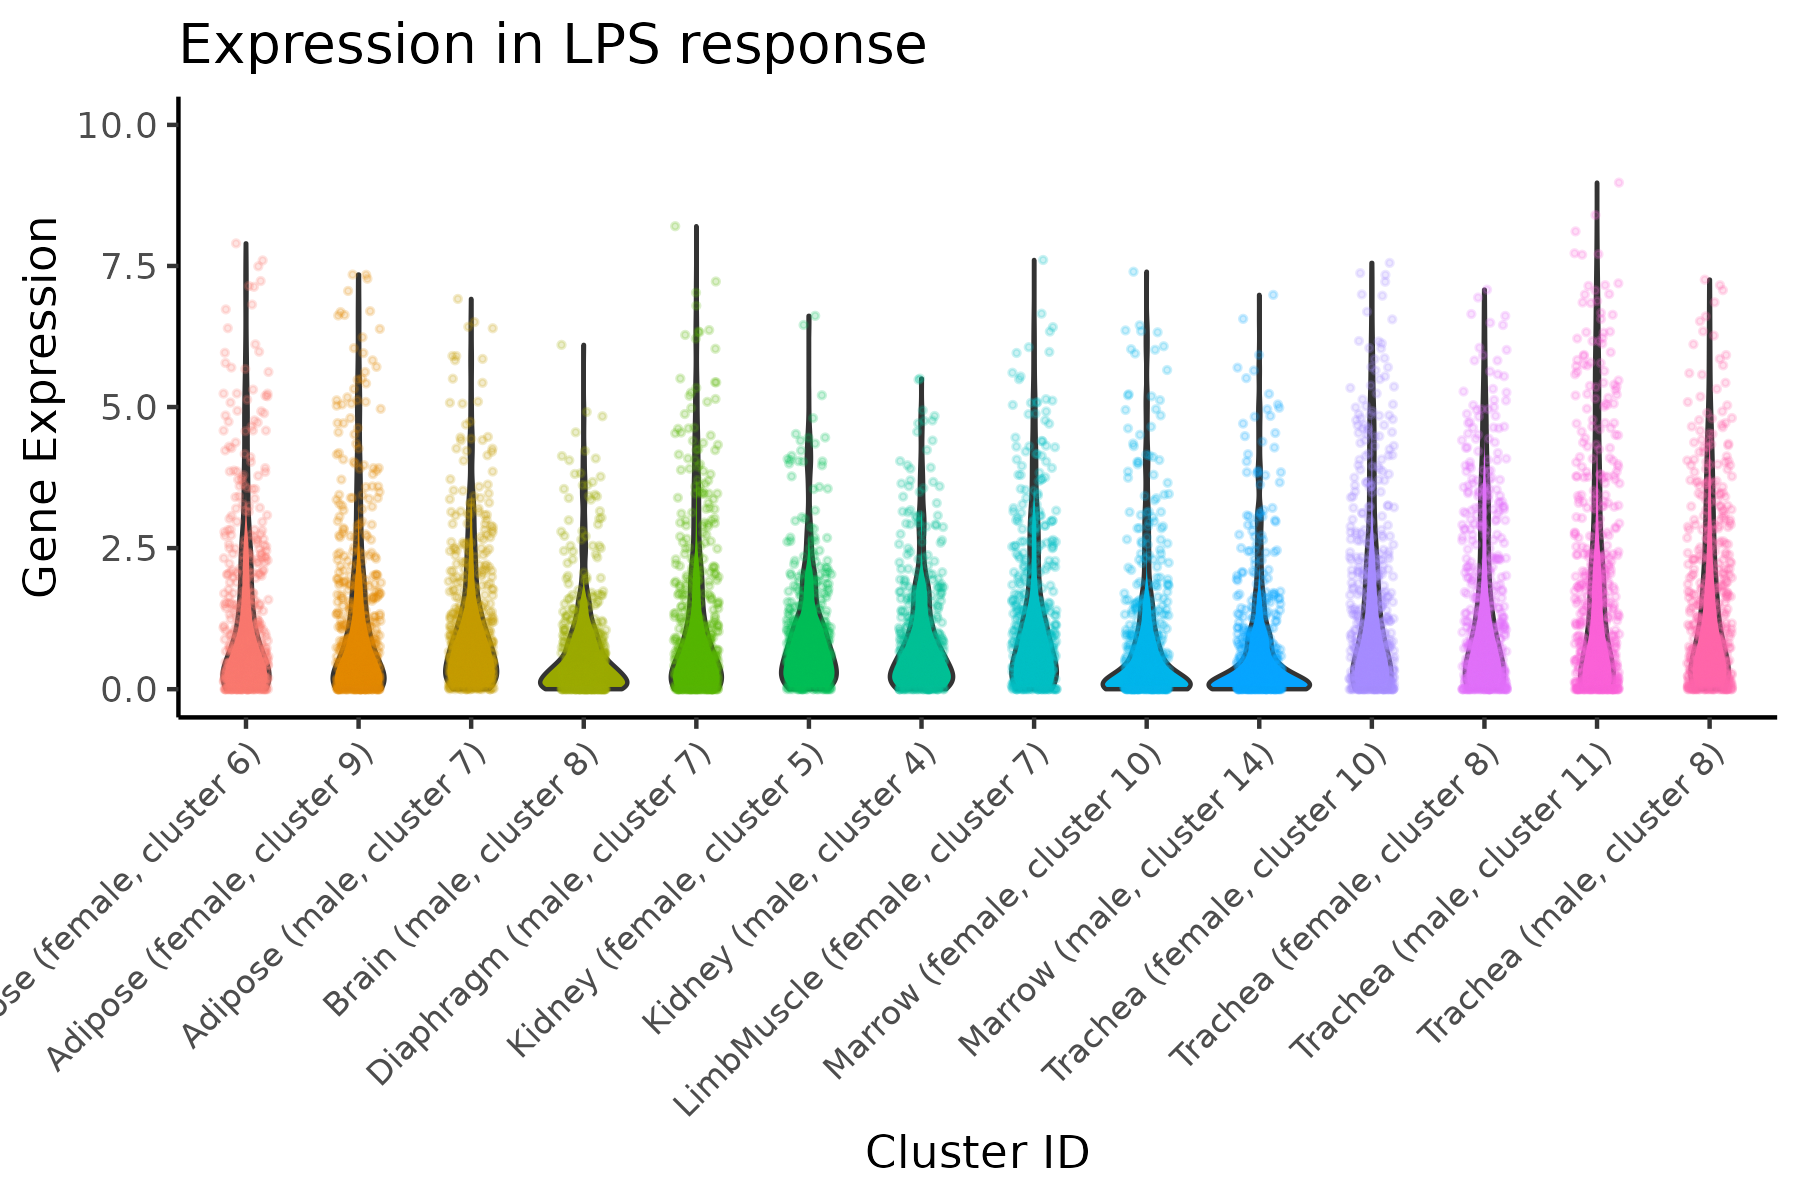 Expression in LPS response
Gene Expression
10.0
7.5
5.0
2.5
0.0
(female, cluster 6)
Adipose (female, cluster 9)
Adipose (male, cluster 7)
Brain (male, cluster 8)
Diaphragm (male, cluster 7)
Kidney (female, cluster 5)
Kidney (male, cluster 4)
LimbMuscle (female, cluster 7)
Marrow (female, cluster 10)
Marrow (male, cluster 14)
Trachea (female, cluster 10)
Trachea (female, cluster 8)
Trachea (male, cluster 11)
Trachea (male, cluster 8)
Cluster ID